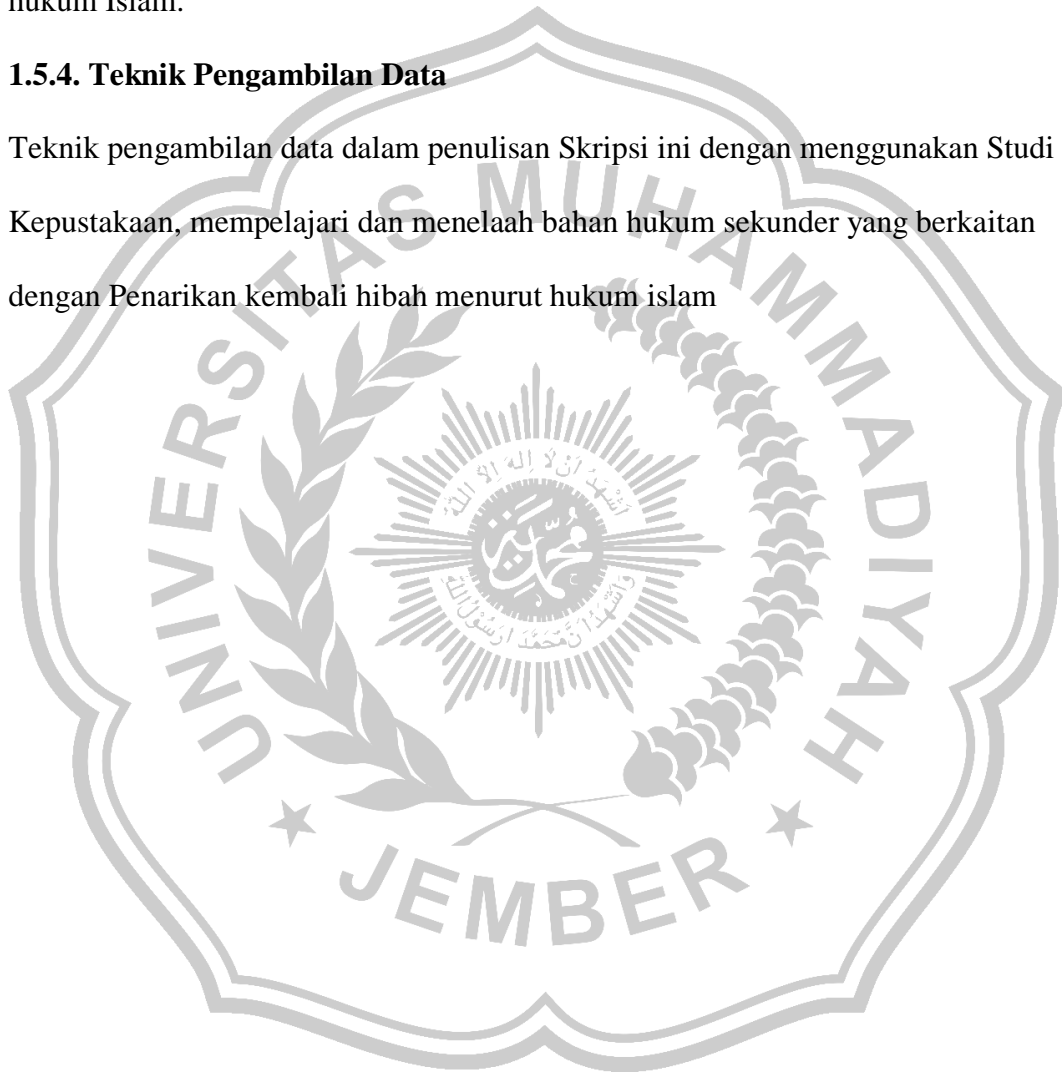 hukum Islam.
1.5.4. Teknik Pengambilan Data
Teknik pengambilan data dalam penulisan Skripsi ini dengan menggunakan Studi
Kepustakaan, mempelajari dan menelaah bahan hukum sekunder yang berkaitan
dengan Penarikan kembali hibah menurut hukum islam
UNIVERSITAS MUHAMMADIYAH
JEMBER